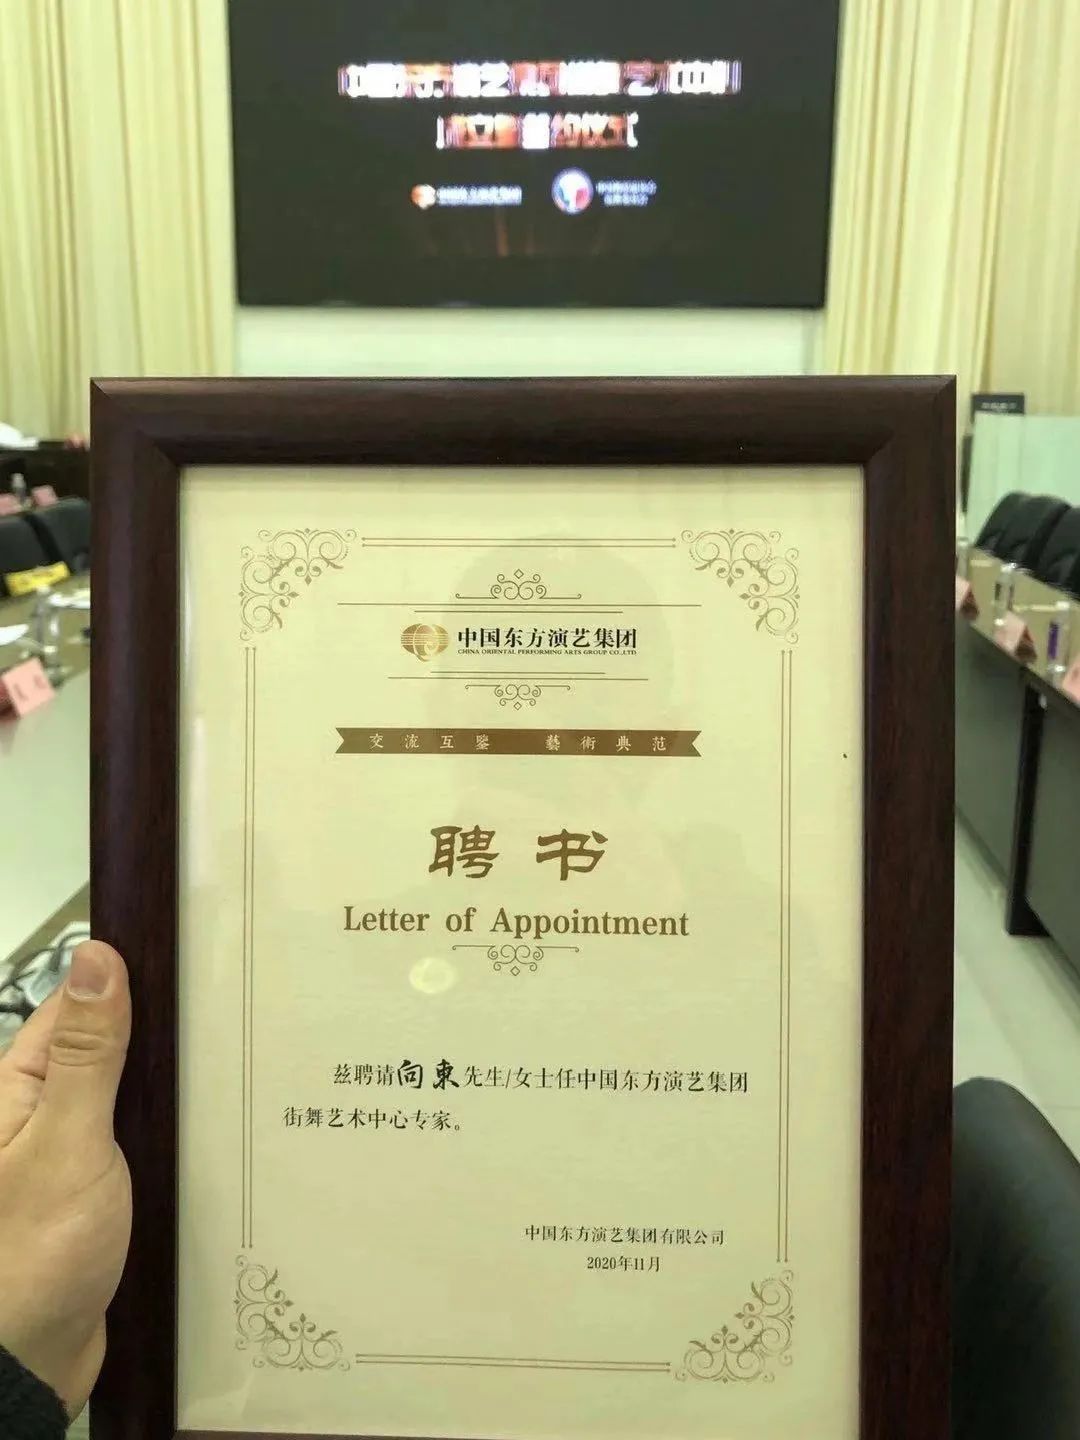 中国东方演艺集团
CHINA ORIENTAL PERFORMING ARTS GROUP CO.,LTD
交流互鑒 藝術典范
聘书
Letter of Appointment
兹聘请向東先生/女士任中国东方演艺集团
街舞艺术中心专家。
中国东方演艺集团有限公司
2020年11月